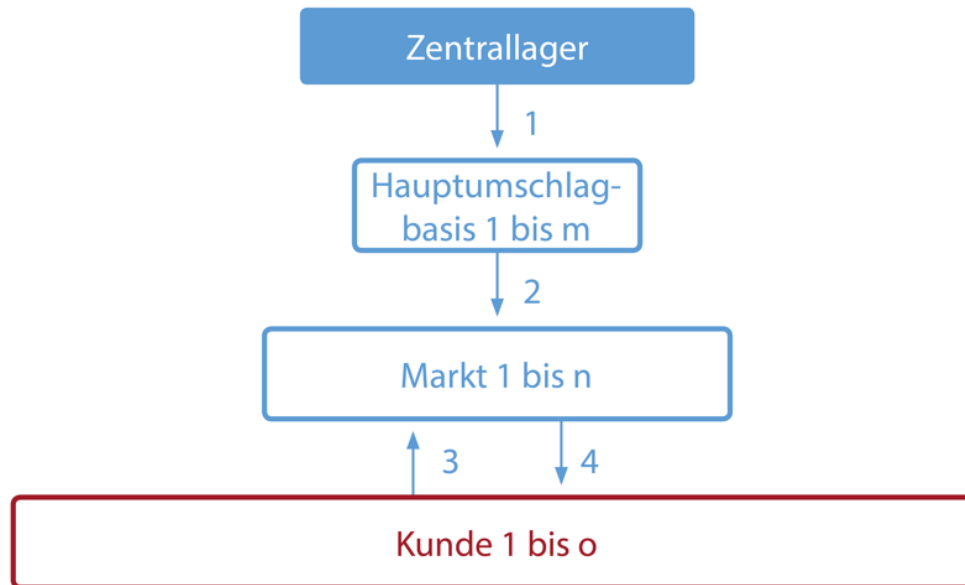 Zentrallager
1
Hauptumschlag-
basis 1 bis m
2
Markt 1 bis n
3
4
Kunde 1 bis o